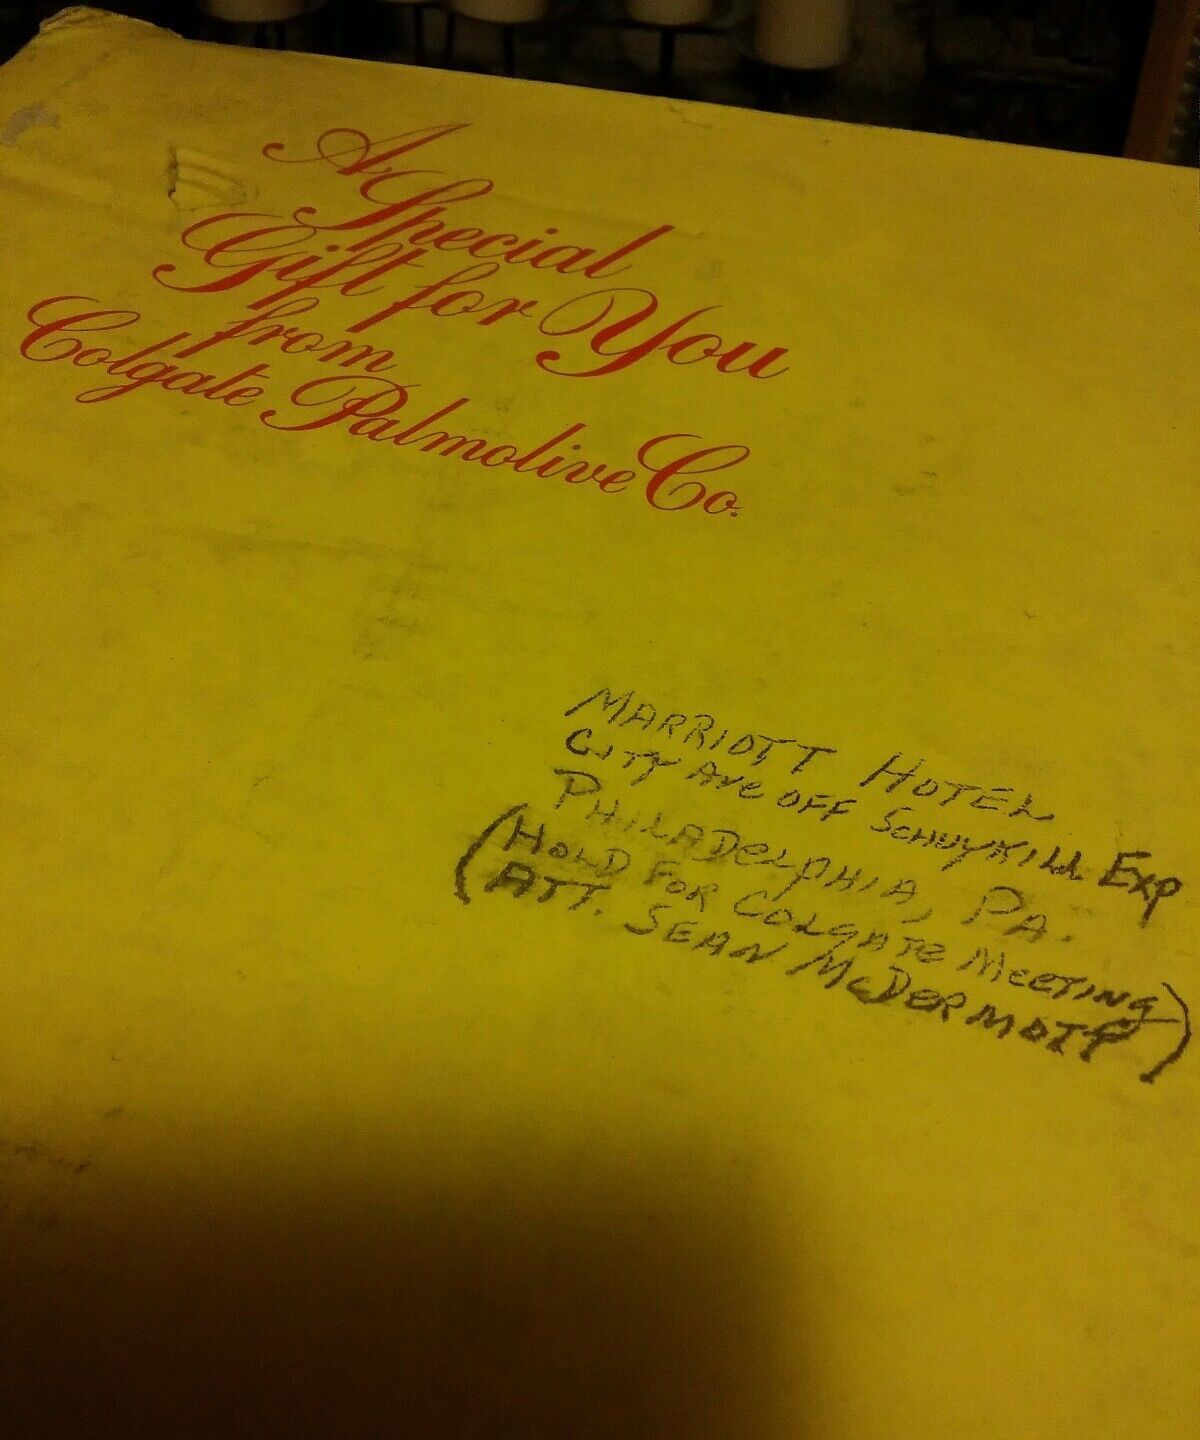 A Special
Gift for You
from
Colgate Palmolive Co.
MARRIOTT HOTEL
CITY AVE OFF SCHUYKILL EXP
PHILADELPHIA, PA.
(HOLD FOR COLGATE MEETING)
ATT. SEAN MCDERMOTT)